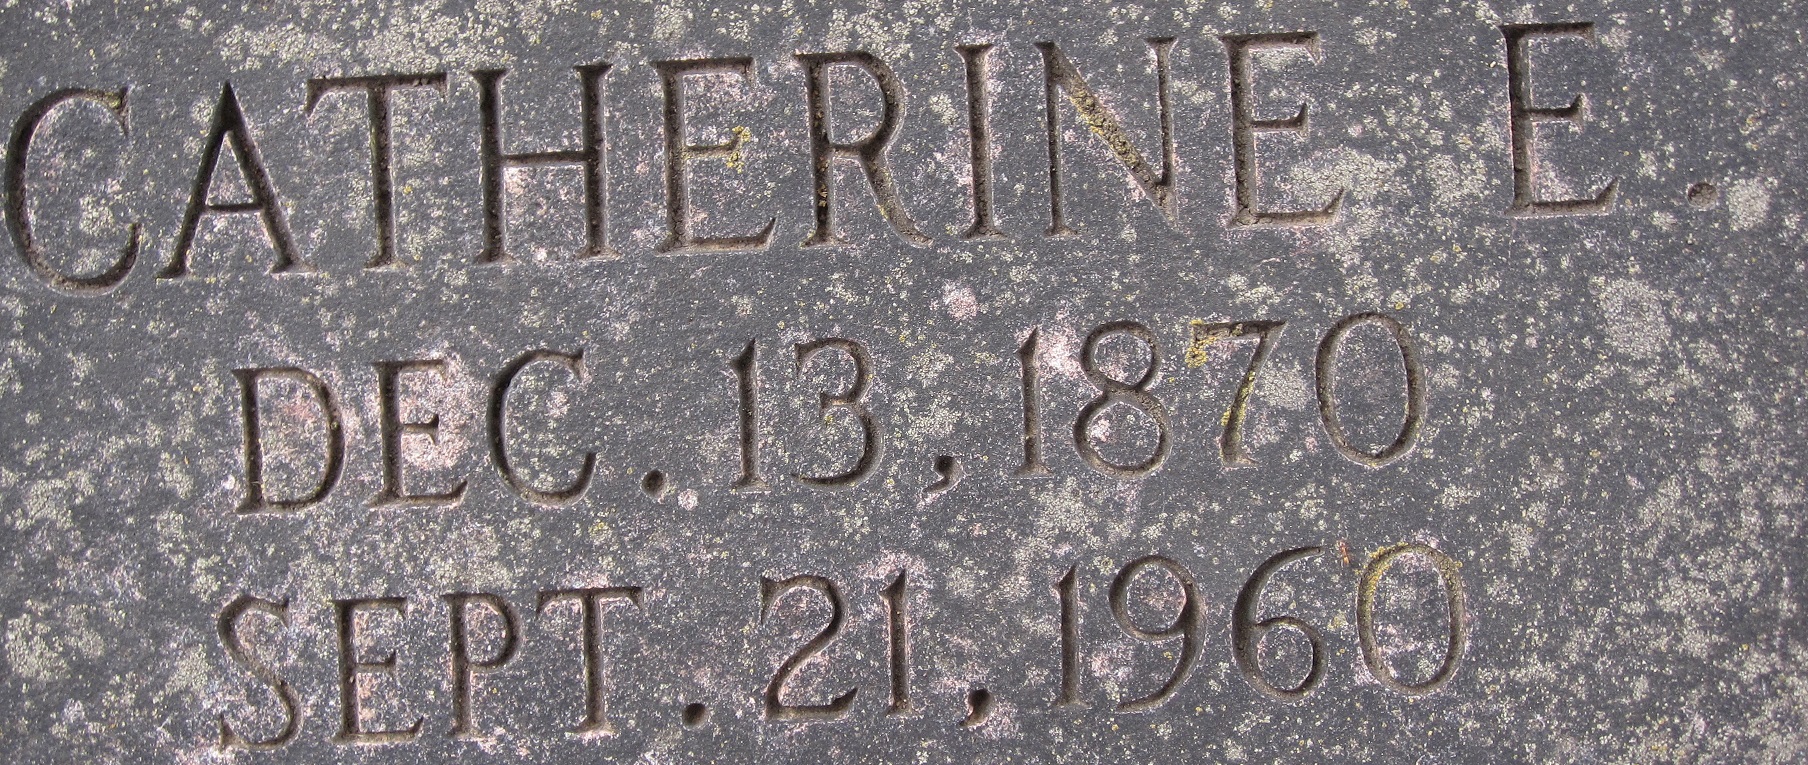 CATHERINE E.
DEC. 13, 1870
SEPT. 21, 1960